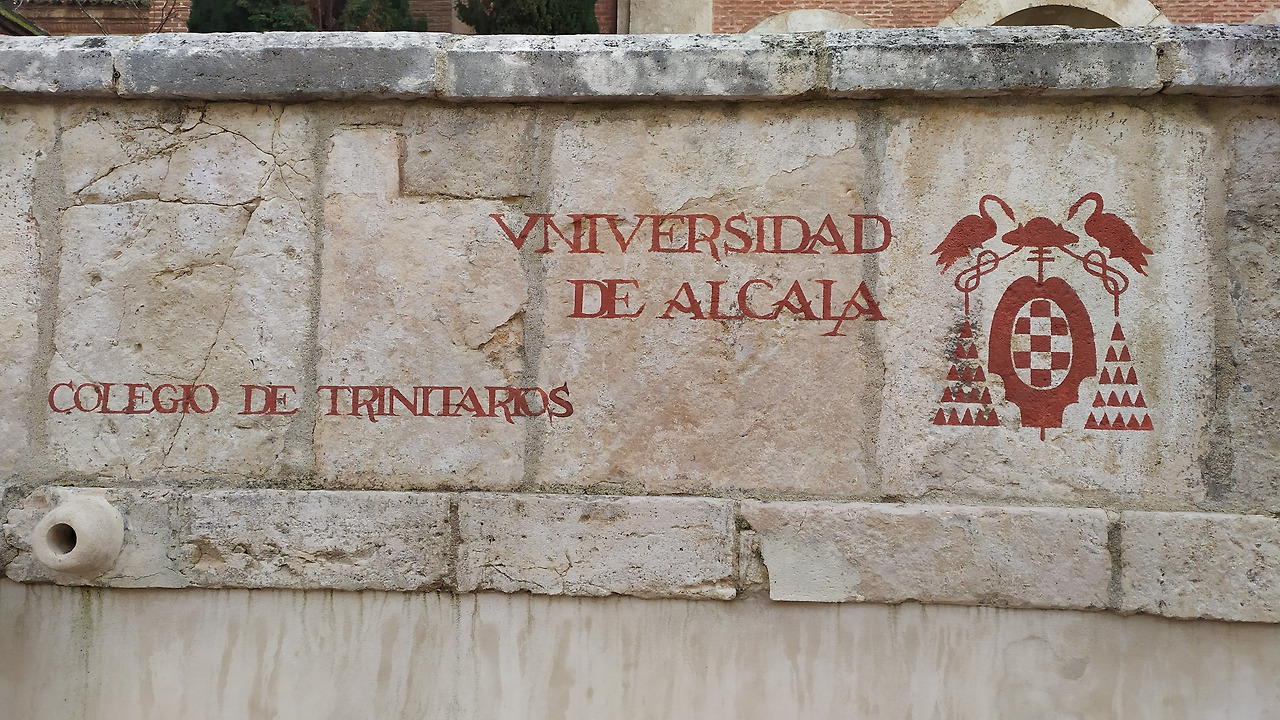 VNIVERSIDAD
DE ALCALA
COLEGIO DE TRINITARIOS